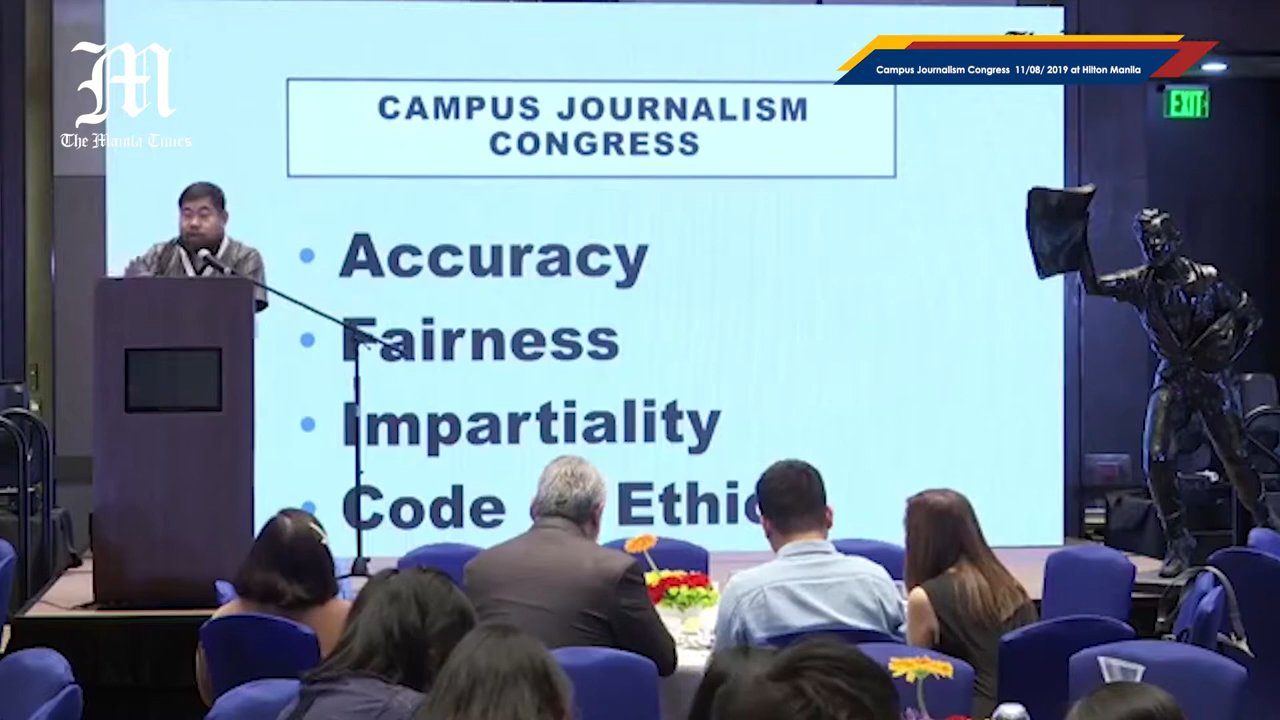 Campus Journalism Congress 11/08/ 2019 at Hilton Manila
M
The Manila Times
EXIT
CAMPUS JOURNALISM
CONGRESS
• Accuracy
• Fairness
• Impartiality
• Code Ethic